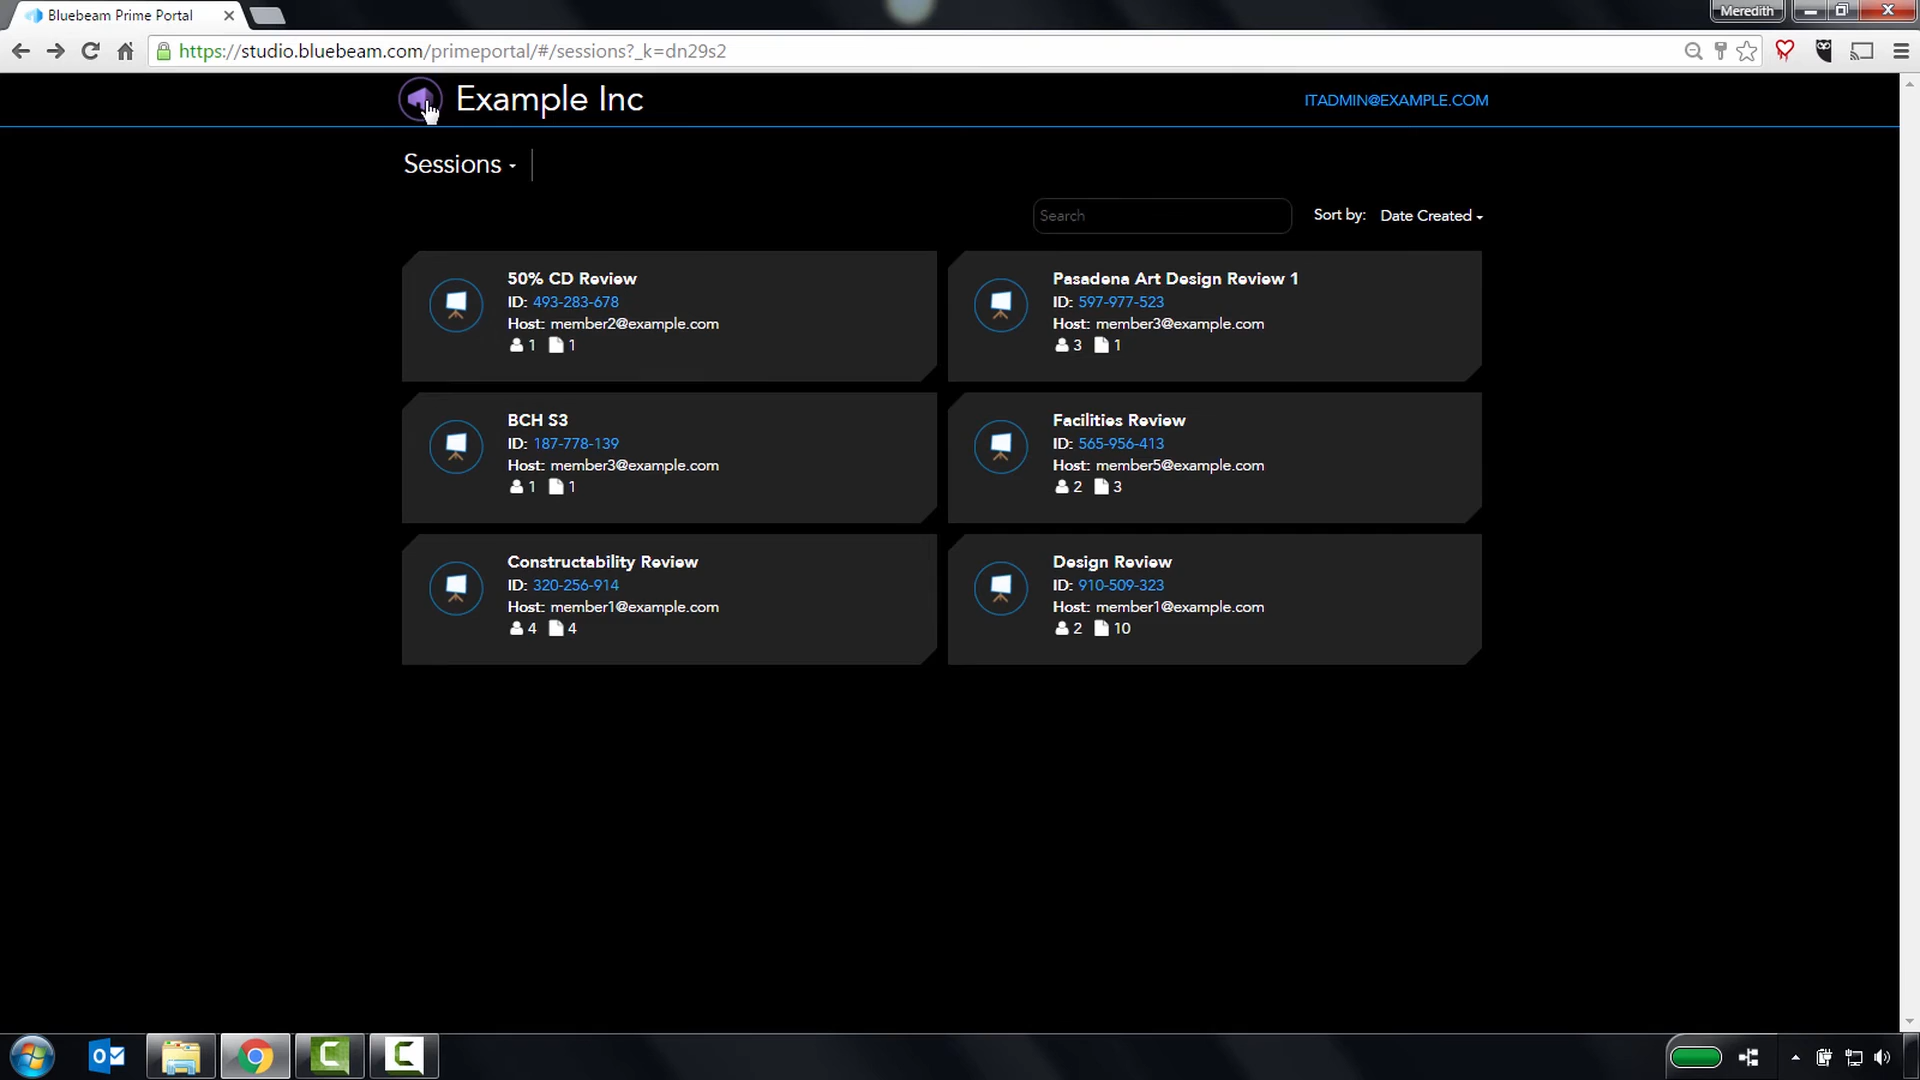 Bluebeam Prime Portal
Meredith
https://studio.bluebeam.com/primeportal/#/sessions?_k=dn29s2
Example Inc
ITADMIN@EXAMPLE.COM
Sessions
Search
Sort by: Date Created
50% CD Review
ID: 493-283-678
Host: member2@example.com
1 1
Pasadena Art Design Review 1
ID: 597-977-523
Host: member3@example.com
3 1
BCH S3
ID: 187-778-139
Host: member3@example.com
1 1
Facilities Review
ID: 565-956-413
Host: member5@example.com
2 3
Constructability Review
ID: 320-256-914
Host: member1@example.com
4 4
Design Review
ID: 910-509-323
Host: member1@example.com
2 10